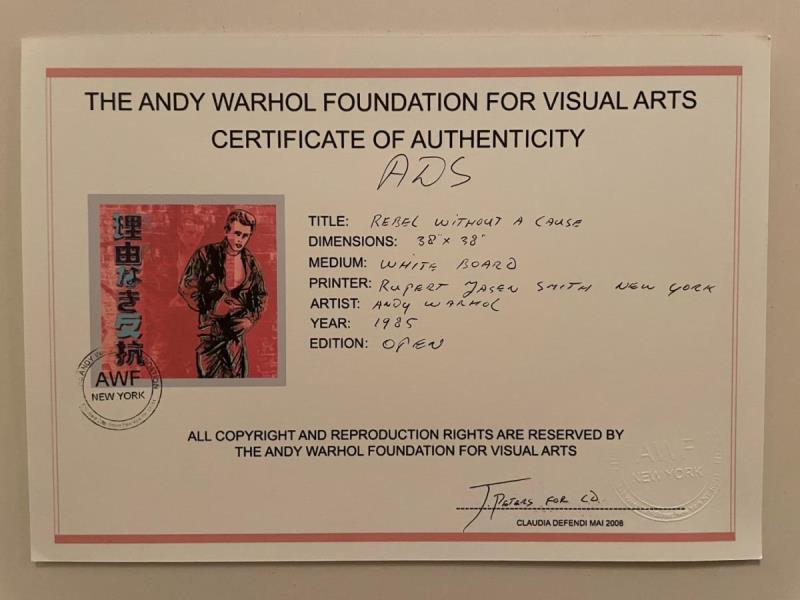 THE ANDY WARHOL FOUNDATION FOR VISUAL ARTS
CERTIFICATE OF AUTHENTICITY
ADS
理由なき反抗
TITLE: REBEL WITHOUT A CAUSE
DIMENSIONS: 38" x 38"
MEDIUM: WHITE BOARD
PRINTER: RUPERT JASEN SMITH NEW YORK
ARTIST: ANDY WARHOL
YEAR: 1985
EDITION: OPEN
AWF
NEW YORK
ALL COPYRIGHT AND REPRODUCTION RIGHTS ARE RESERVED BY
THE ANDY WARHOL FOUNDATION FOR VISUAL ARTS
AWF
NEW YORK
J. PETERS FOR C.D.
CLAUDIA DEFENDI MAI 2008